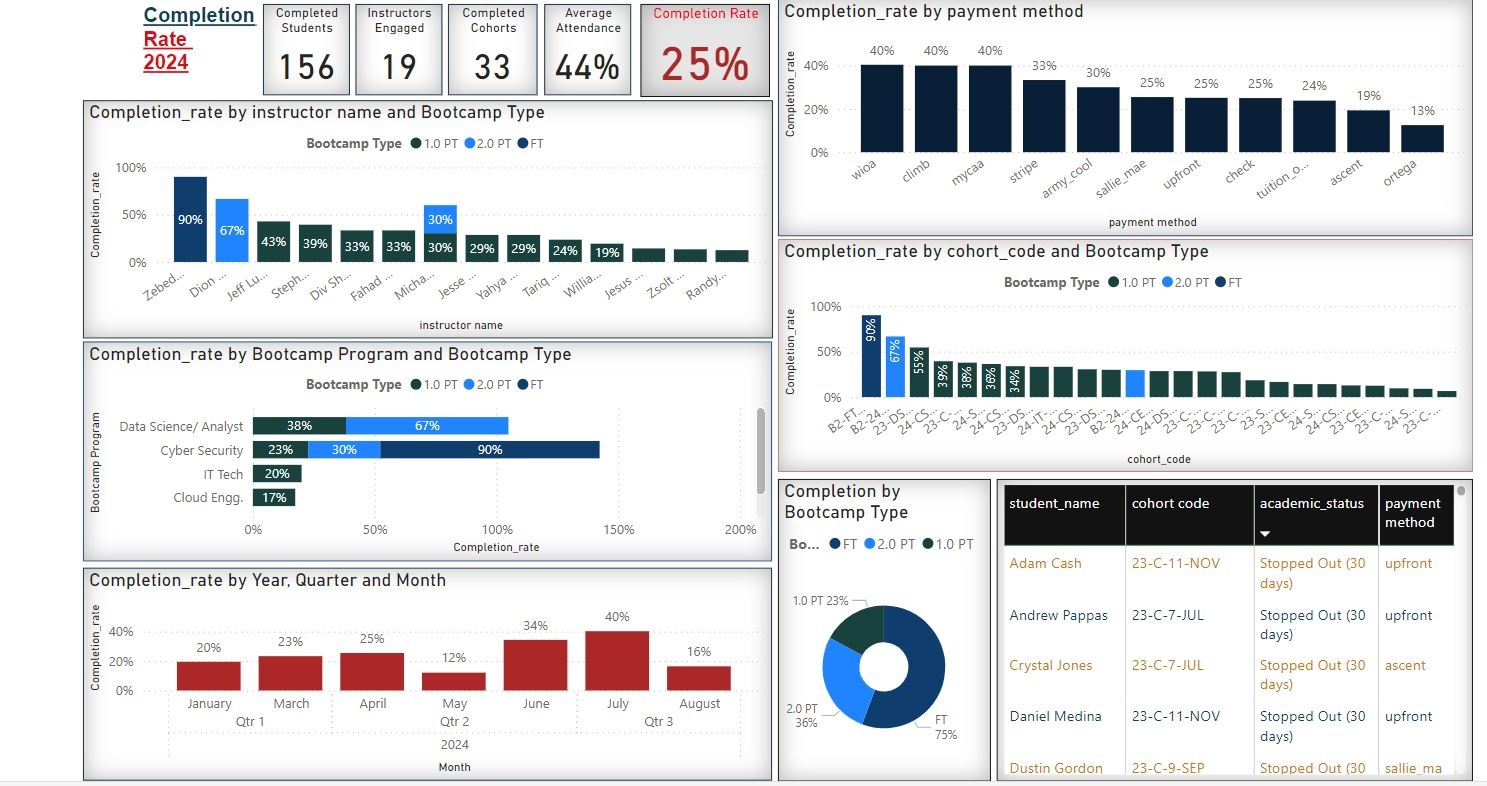 Completion
Rate
2024
Completed
Students
156
Instructors
Engaged
19
Completed
Cohorts
33
Average
Attendance
44%
Completion Rate
25%
Completion_rate by instructor name and Bootcamp Type
Bootcamp Type 1.0 PT 2.0 PT FT
Completion_rate
100%
50%
0%
90%
67%
43%
39%
33%
33%
30%
30%
29%
29%
24%
19%
Zebed...
Dion ...
Jeff Lu...
Steph...
Div Sh...
Fahad ...
Micha...
Jesse ...
Yahya ...
Tariq ...
Willia...
Jesus ...
Zsolt ...
Randy...
instructor name
Completion_rate by Bootcamp Program and Bootcamp Type
Bootcamp Type 1.0 PT 2.0 PT FT
Bootcamp Program
Data Science/ Analyst 38% 67%
Cyber Security 23% 30% 90%
IT Tech 20%
Cloud Engg. 17%
0% 50% 100% 150% 200%
Completion_rate
Completion_rate by Year, Quarter and Month
Completion_rate
40%
20%
0%
20% 23% 25% 12% 34% 40% 16%
January March April May June July August
Qtr 1 Qtr 2 Qtr 3
2024
Month
Completion_rate by payment method
Completion_rate
40%
20%
0%
40% 40% 40% 33% 30% 25% 25% 25% 24% 19% 13%
wioa
climb
mycaa
stripe
army_cool
sallie_mae
upfront
check
tuition_o...
ascent
ortega
payment method
Completion_rate by cohort_code and Bootcamp Type
Bootcamp Type 1.0 PT 2.0 PT FT
Completion_rate
100%
50%
0%
90%
67%
55%
39%
38%
36%
34%
B2-FT...
B2-24...
23-DS...
24-CS...
23-C-...
24-S...
24-CS...
23-DS...
24-IT-...
24-CS...
23-DS...
B2-24...
24-CE...
24-DS...
23-C-...
23-C-...
23-C-...
23-S...
23-CE...
24-S...
24-CS...
23-CE...
23-C-...
24-S...
23-C-...
cohort_code
Completion by
Bootcamp Type
Bo... FT 2.0 PT 1.0 PT
1.0 PT 23%
2.0 PT
36%
FT
75%
student_name cohort code academic_status payment
method
Adam Cash 23-C-11-NOV Stopped Out (30 upfront
days)
Andrew Pappas 23-C-7-JUL Stopped Out (30 upfront
days)
Crystal Jones 23-C-7-JUL Stopped Out (30 ascent
days)
Daniel Medina 23-C-11-NOV Stopped Out (30 upfront
days)
Dustin Gordon 23-C-9-SEP Stopped Out (30 sallie_ma